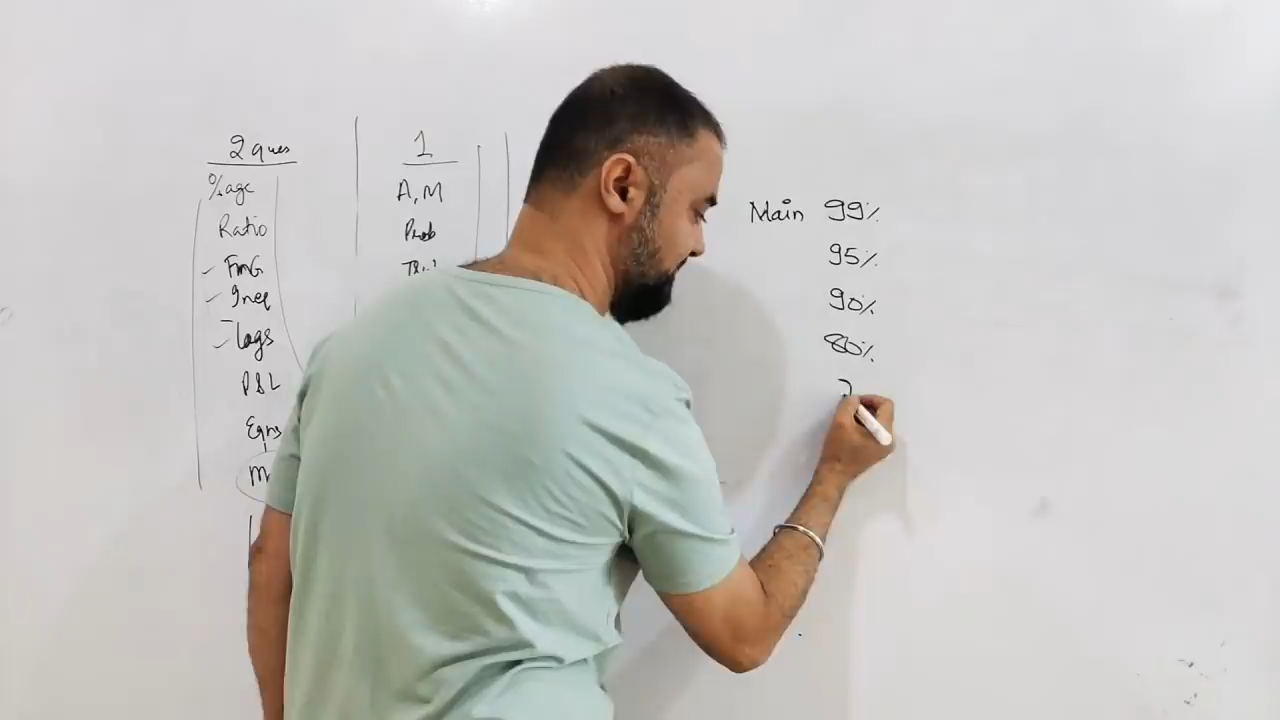 2 ques
%age
Ratio
- FMG
- Ineq
- Logs
P&L
Eqns
M
1
A, M
Prob
Main 99%
95%
90%
80%